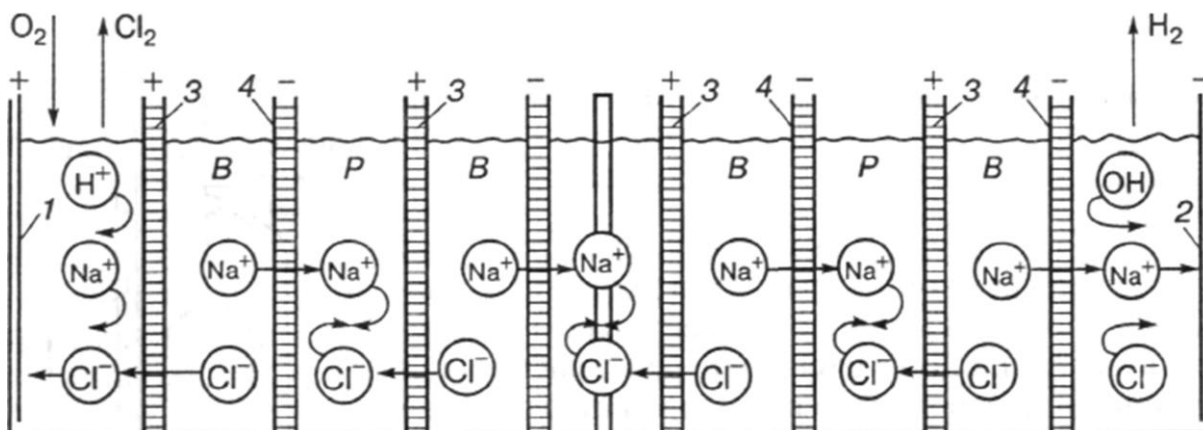 O₂ Cl₂ H₂
+ + 3 4 − + 3 − + 3 4 − + 3 4 − −
B P B B P B
H⁺ OH
1 2
Na⁺ Na⁺ Na⁺ Na⁺ Na⁺ Na⁺ Na⁺ Na⁺ Na⁺
Cl⁻ Cl⁻ Cl⁻ Cl⁻ Cl⁻ Cl⁻ Cl⁻ Cl⁻ Cl⁻